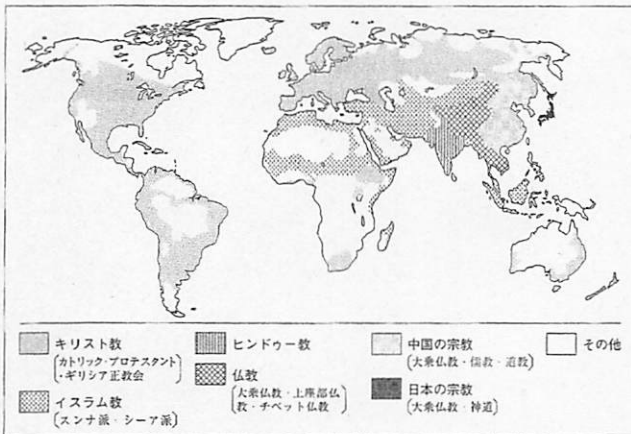 キリスト教
(カトリック・プロテスタント
・ギリシア正教会)
イスラム教
(スンナ派・シーア派)
ヒンドゥー教
仏教
(大乗仏教・上座部仏
教・チベット仏教)
中国の宗教
(大乗仏教・儒教・道教)
日本の宗教
(大乗仏教・神道)
その他